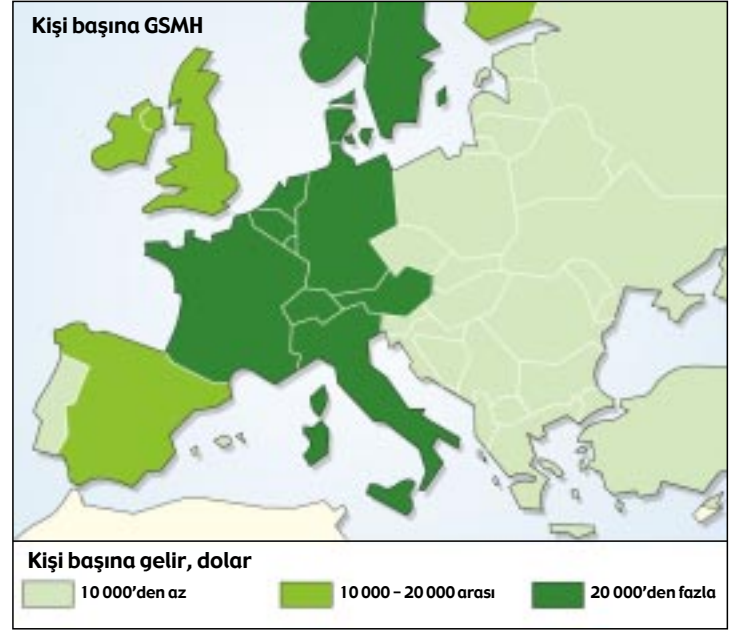 Kişi başına GSMH
Kişi başına gelir, dolar
10 000'den az
10 000 – 20 000 arası
20 000'den fazla